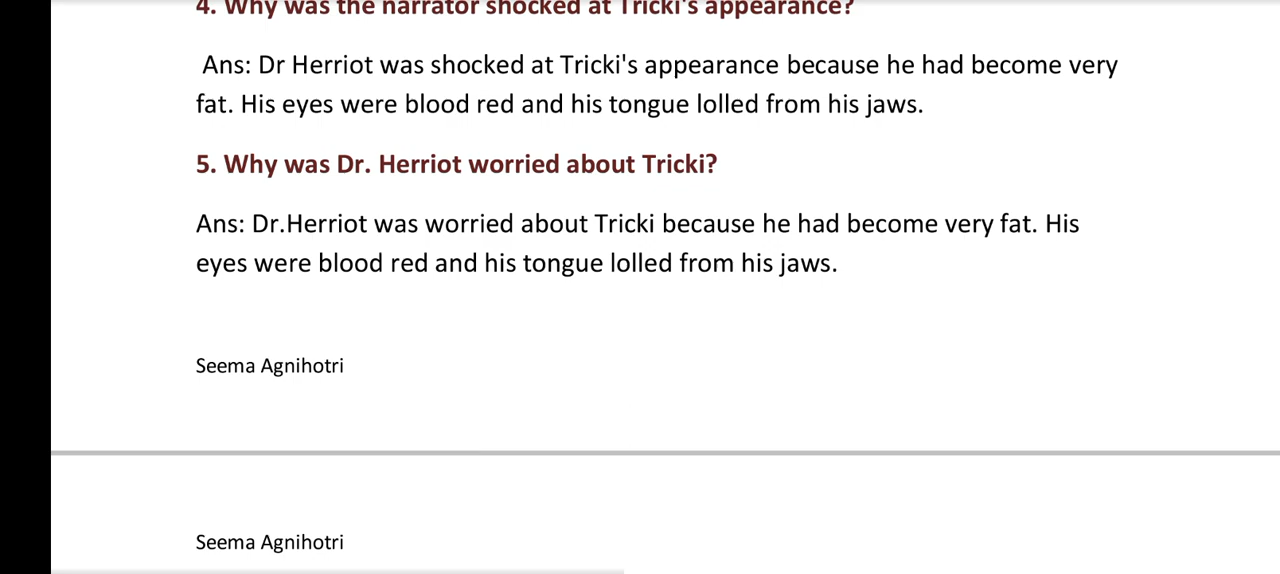 4. Why was the narrator shocked at Tricki's appearance?
Ans: Dr Herriot was shocked at Tricki's appearance because he had become very
fat. His eyes were blood red and his tongue lolled from his jaws.
5. Why was Dr. Herriot worried about Tricki?
Ans: Dr.Herriot was worried about Tricki because he had become very fat. His
eyes were blood red and his tongue lolled from his jaws.
Seema Agnihotri
Seema Agnihotri